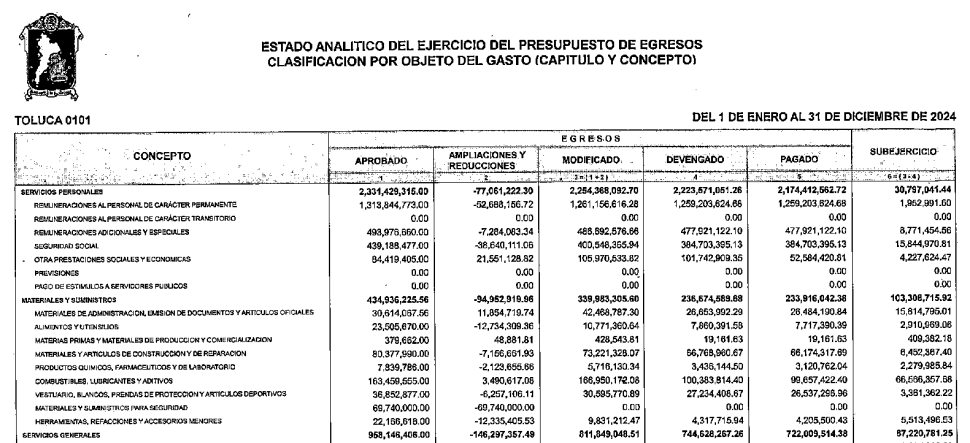 ESTADO ANALITICO DEL EJERCICIO DEL PRESUPUESTO DE EGRESOS
CLASIFICACION POR OBJETO DEL GASTO (CAPITULO Y CONCEPTO)
TOLUCA 0101 DEL 1 DE ENERO AL 31 DE DICIEMBRE DE 2024
EGRESOS
CONCEPTO APROBADO AMPLIACIONES Y REDUCCIONES MODIFICADO DEVENGADO PAGADO SUBEJERCICIO
1 2 3=(1+2) 4 5 6=(3-4)
SERVICIOS PERSONALES 2,331,429,315.00 -77,061,222.30 2,254,368,092.70 2,223,571,051.26 2,174,412,562.72 30,797,041.44
REMUNERACIONES AL PERSONAL DE CARÁCTER PERMANENTE 1,313,844,773.00 -52,688,156.72 1,261,156,616.28 1,259,203,624.68 1,259,203,624.68 1,952,991.60
REMUNERACIONES AL PERSONAL DE CARÁCTER TRANSITORIO 0.00 0.00 0.00 0.00 0.00 0.00
REMUNERACIONES ADICIONALES Y ESPECIALES 493,976,660.00 -7,284,083.34 486,692,576.66 477,921,122.10 477,921,122.10 8,771,454.56
SEGURIDAD SOCIAL 439,188,477.00 -38,640,111.06 400,548,365.94 384,703,395.13 384,703,395.13 15,844,970.81
OTRA PRESTACIONES SOCIALES Y ECONOMICAS 84,419,405.00 21,551,128.82 105,970,533.82 101,742,909.35 52,584,420.81 4,227,624.47
PREVISIONES 0.00 0.00 0.00 0.00 0.00 0.00
PAGO DE ESTIMULOS A SERVIDORES PUBLICOS 0.00 0.00 0.00 0.00 0.00 0.00
MATERIALES Y SUMINISTROS 434,936,225.56 -94,952,919.96 339,983,305.60 236,674,589.68 233,916,042.38 103,308,715.92
MATERIALES DE ADMINISTRACION, EMISION DE DOCUMENTOS Y ARTICULOS OFICIALES 30,614,067.56 11,854,719.74 42,468,787.30 26,653,992.29 26,484,190.84 15,814,795.01
ALIMENTOS Y UTENSILIOS 23,505,670.00 -12,734,309.36 10,771,360.64 7,860,391.58 7,717,390.39 2,910,969.06
MATERIAS PRIMAS Y MATERIALES DE PRODUCCION Y COMERCIALIZACION 379,662.00 48,881.81 428,543.81 19,161.63 19,161.63 409,382.18
MATERIALES Y ARTICULOS DE CONSTRUCCION Y DE REPARACION 80,377,990.00 -7,156,661.93 73,221,328.07 66,768,960.67 66,174,317.69 6,452,367.40
PRODUCTOS QUIMICOS, FARMACEUTICOS Y DE LABORATORIO 7,839,786.00 -2,123,655.66 5,716,130.34 3,436,144.50 3,120,762.04 2,279,985.84
COMBUSTIBLES, LUBRICANTES Y ADITIVOS 163,459,555.00 3,490,617.08 166,950,172.08 100,383,814.40 99,657,422.40 66,566,357.68
VESTUARIO, BLANCOS, PRENDAS DE PROTECCION Y ARTICULOS DEPORTIVOS 36,852,877.00 -6,257,106.11 30,595,770.89 27,234,408.67 26,537,296.96 3,361,362.22
MATERIALES Y SUMINISTROS PARA SEGURIDAD 69,740,000.00 -69,740,000.00 0.00 0.00 0.00 0.00
HERRAMIENTAS, REFACCIONES Y ACCESORIOS MENORES 22,166,618.00 -12,335,405.53 9,831,212.47 4,317,715.94 4,205,500.43 5,513,496.53
SERVICIOS GENERALES 958,146,406.00 -146,297,357.49 811,849,048.51 744,628,267.26 722,009,514.38 67,220,781.25